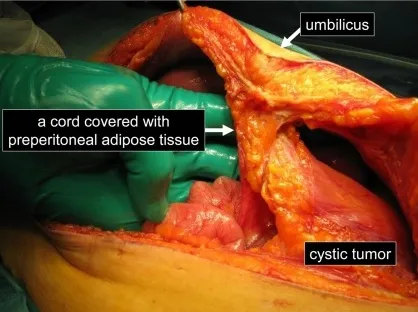 umbilicus
a cord covered with
preperitoneal adipose tissue
cystic tumor